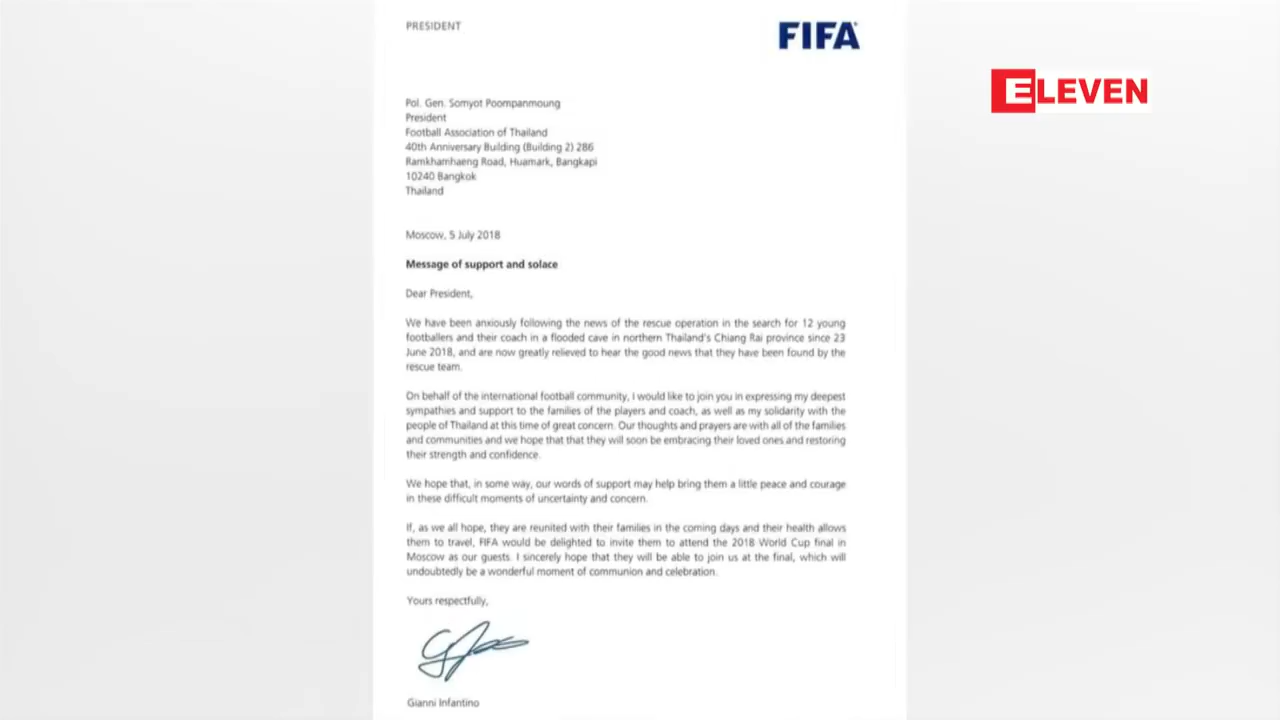 PRESIDENT
FIFA
ELEVEN
Pol. Gen. Somyot Poompanmoung
President
Football Association of Thailand
40th Anniversary Building (Building 2) 286
Ramkhamhaeng Road, Huamark, Bangkapi
10240 Bangkok
Thailand
Moscow, 5 July 2018
Message of support and solace
Dear President,
We have been anxiously following the news of the rescue operation in the search for 12 young
footballers and their coach in a flooded cave in northern Thailand's Chiang Rai province since 23
June 2018, and are now greatly relieved to hear the good news that they have been found by the
rescue team.
On behalf of the international football community, I would like to join you in expressing my deepest
sympathies and support to the families of the players and coach, as well as my solidarity with the
people of Thailand at this time of great concern. Our thoughts and prayers are with all of the families
and communities and we hope that that they will soon be embracing their loved ones and restoring
their strength and confidence.
We hope that, in some way, our words of support may help bring them a little peace and courage
in these difficult moments of uncertainty and concern.
If, as we all hope, they are reunited with their families in the coming days and their health allows
them to travel, FIFA would be delighted to invite them to attend the 2018 World Cup final in
Moscow as our guests. I sincerely hope that they will be able to join us at the final, which will
undoubtedly be a wonderful moment of communion and celebration.
Yours respectfully,
Gianni Infantino